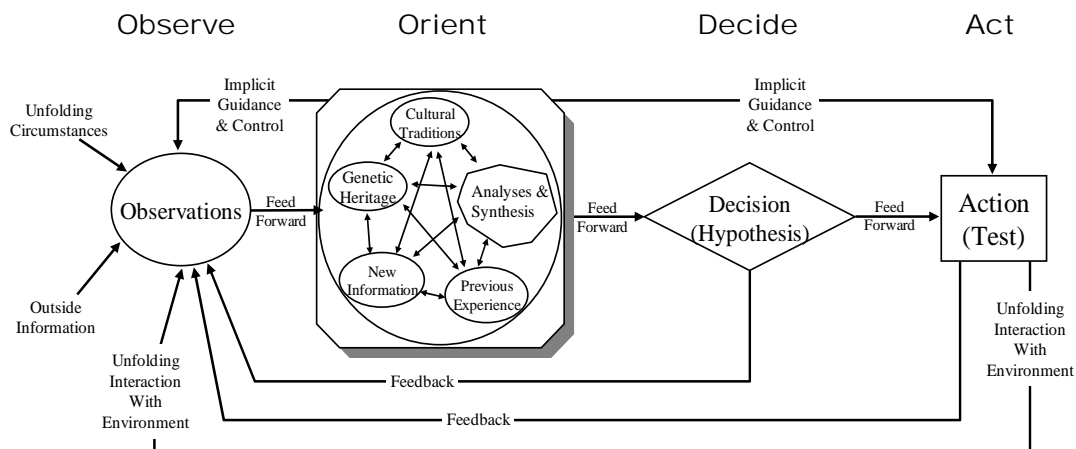 Observe
Orient
Decide
Act
Implicit
Guidance
& Control
Implicit
Guidance
& Control
Unfolding
Circumstances
Cultural
Traditions
Genetic
Heritage
Analyses &
Synthesis
New
Information
Previous
Experience
Observations
Feed
Forward
Feed
Forward
Decision
(Hypothesis)
Feed
Forward
Action
(Test)
Outside
Information
Unfolding
Interaction
With
Environment
Feedback
Feedback
Unfolding
Interaction
With
Environment